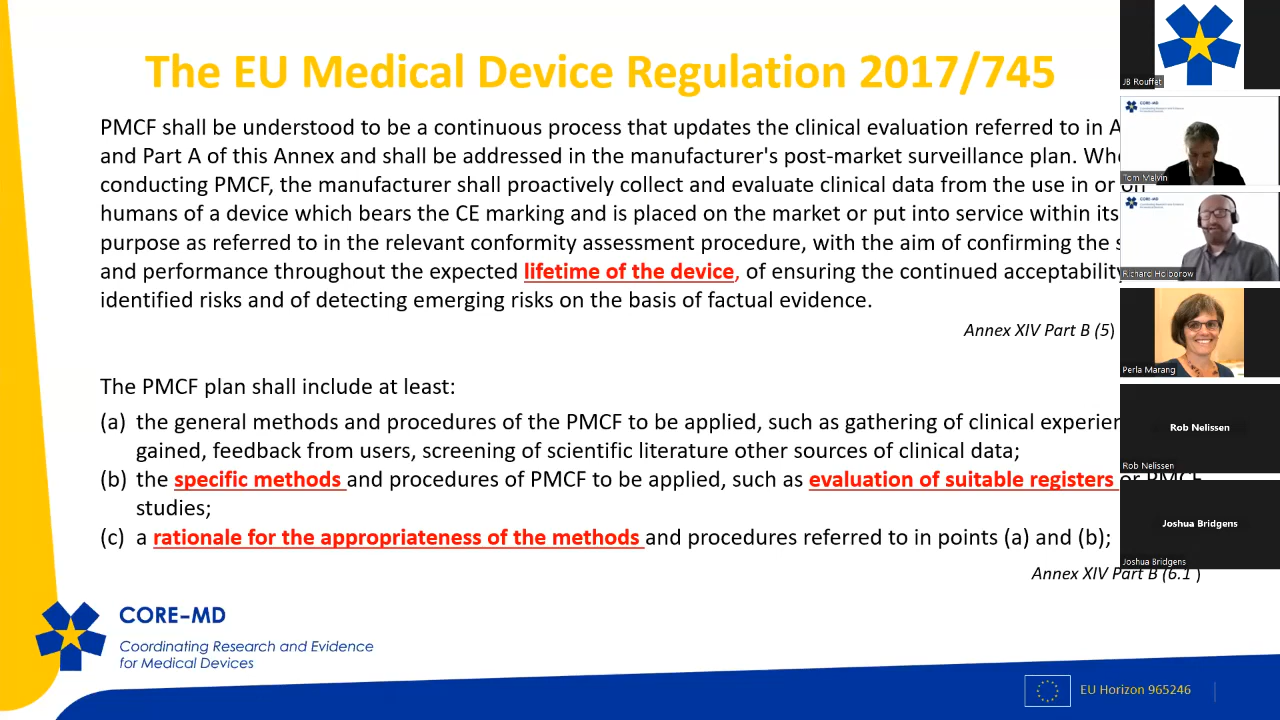 The EU Medical Device Regulation 2017/745
PMCF shall be understood to be a continuous process that updates the clinical evaluation referred to in
and Part A of this Annex and shall be addressed in the manufacturer's post-market surveillance plan.
conducting PMCF, the manufacturer shall proactively collect and evaluate clinical data from the use in or on
humans of a device which bears the CE marking and is placed on the market or put into service within its
purpose as referred to in the relevant conformity assessment procedure, with the aim of confirming the
and performance throughout the expected lifetime of the device, of ensuring the continued acceptability
identified risks and of detecting emerging risks on the basis of factual evidence.
Annex XIV Part B (5)
The PMCF plan shall include at least:
(a) the general methods and procedures of the PMCF to be applied, such as gathering of clinical
gained, feedback from users, screening of scientific literature other sources of clinical data;
(b) the specific methods and procedures of PMCF to be applied, such as evaluation of suitable registers or PMCF
studies;
(c) a rationale for the appropriateness of the methods and procedures referred to in points (a) and (b);
Annex XIV Part B (6.1 )
CORE–MD
Coordinating Research and Evidence
for Medical Devices
EU Horizon 965246
JB Rouffet
CORE-MD
Tom Melvin
CORE-MD
Richard Holborow
Perla Marang
Rob Nelissen
Rob Nelissen
Joshua Bridgens
Joshua Bridgens